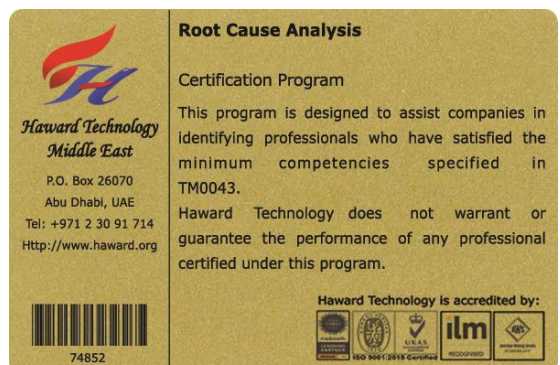 H
Haward Technology
Middle East
P.O. Box 26070
Abu Dhabi, UAE
Tel: +971 2 30 91 714
Http://www.haward.org
74852
Root Cause Analysis
Certification Program
This program is designed to assist companies in
identifying professionals who have satisfied the
minimum competencies specified in
TM0043.
Haward Technology does not warrant or
guarantee the performance of any professional
certified under this program.
Haward Technology is accredited by:
UKAS
ISO 9001:2015 Certified
ilm
RECOGNISED
AWS